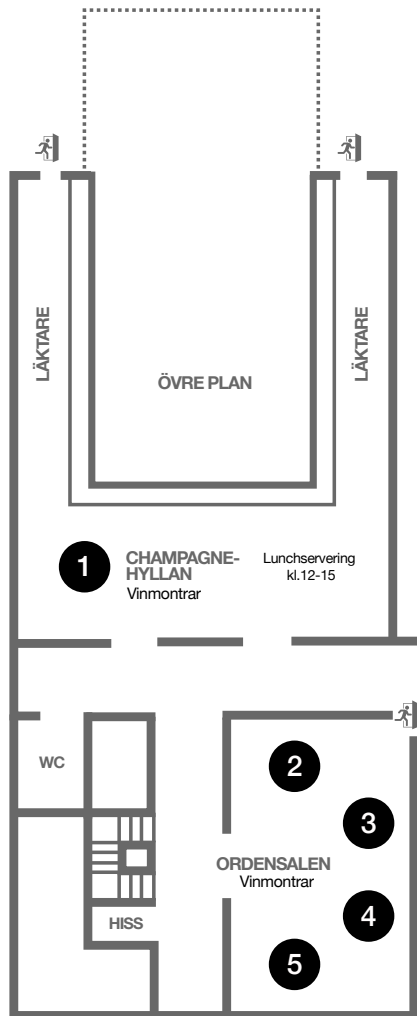 LÄKTARE
LÄKTARE
ÖVRE PLAN
1
CHAMPAGNE-
HYLLAN
Vinmontrar
Lunchservering
kl.12-15
WC
2
3
ORDENSALEN
Vinmontrar
4
HISS
5